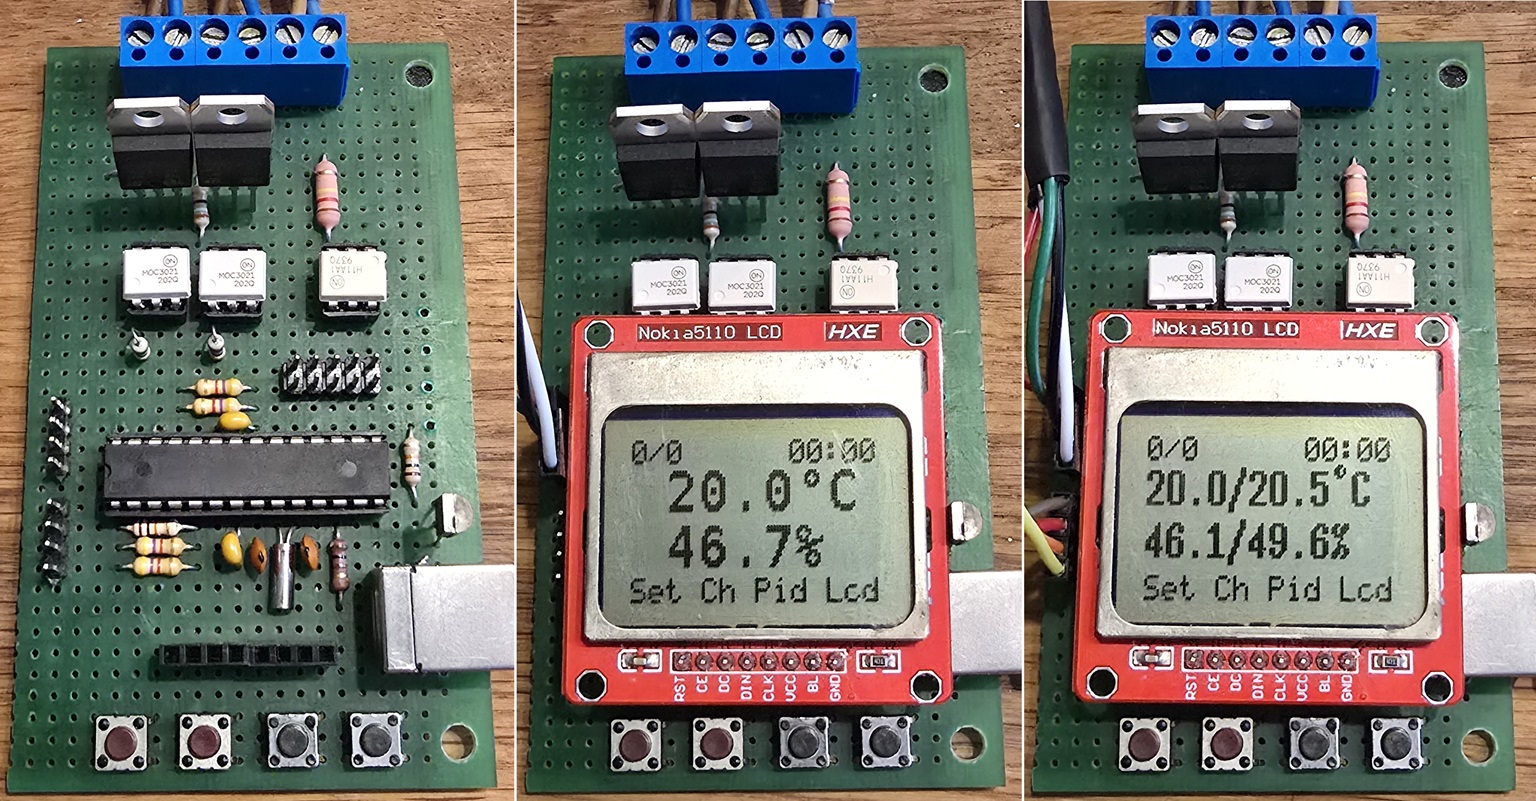 MOC3021
202Q
MOC3021
202Q
H11AA1
9370
MOC3021
202Q
MOC3021
202Q
H11AA1
9370
Nokia5110 LCD HXE
0/0 00:00
20.0°C
46.7%
Set Ch Pid Lcd
RST CE DC DIN CLK VCC BL GND
MOC3021
202Q
MOC3021
202Q
H11AA1
9370
Nokia5110 LCD HXE
0/0 00:00
20.0/20.5°C
46.1/49.6%
Set Ch Pid Lcd
RST CE DC DIN CLK VCC BL GND